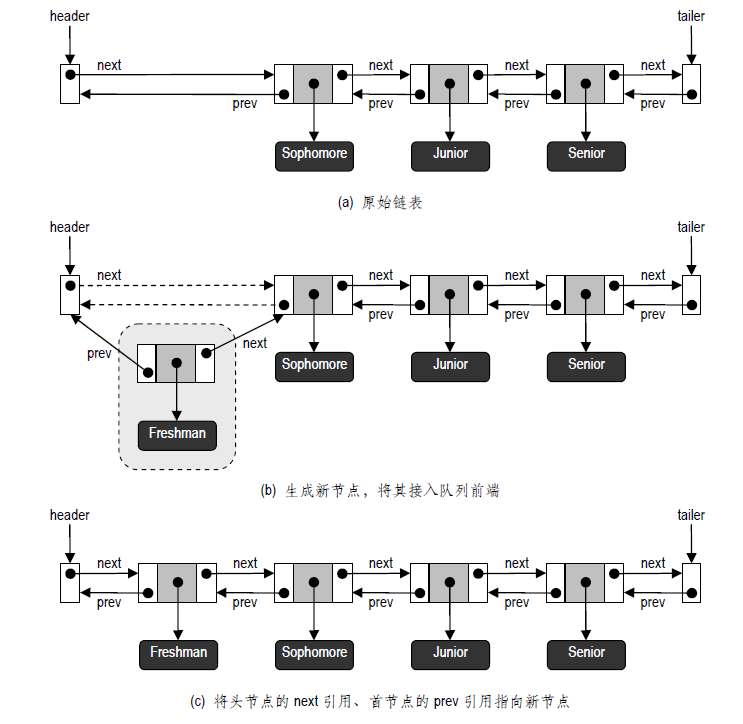 header tailer
next next next next
prev prev prev prev
Sophomore Junior Senior
(a) 原始链表
header tailer
next next next next
prev prev prev
prev next
Sophomore Junior Senior
Freshman
(b) 生成新节点，将其接入队列前端
header tailer
next next next next next
prev prev prev prev prev
Freshman Sophomore Junior Senior
(c) 将头节点的 next 引用、首节点的 prev 引用指向新节点